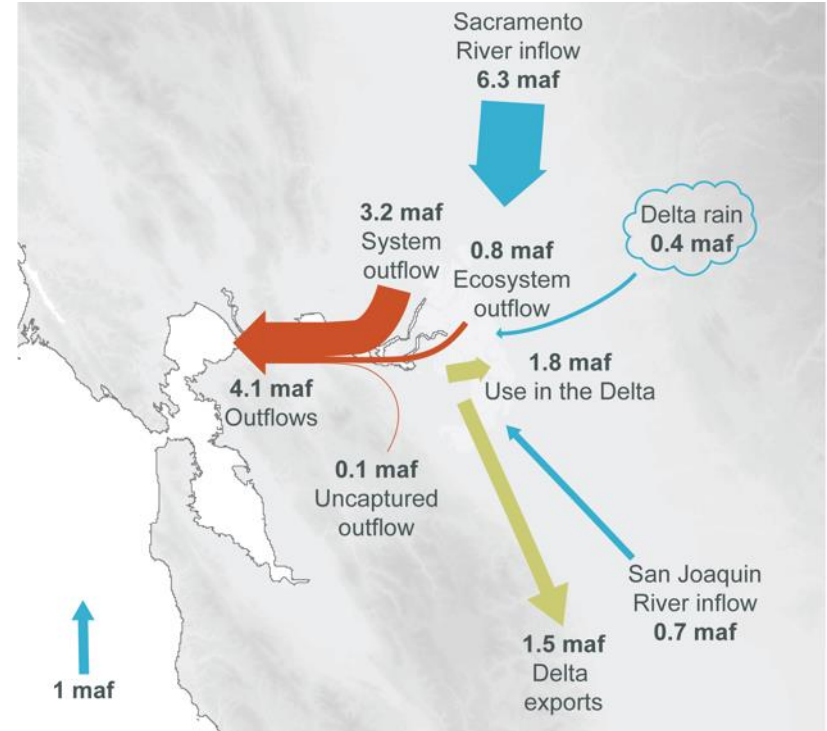 Sacramento
River inflow
6.3 maf
3.2 maf
System
outflow
0.8 maf
Ecosystem
outflow
Delta rain
0.4 maf
4.1 maf
Outflows
1.8 maf
Use in the Delta
0.1 maf
Uncaptured
outflow
San Joaquin
River inflow
0.7 maf
1.5 maf
Delta
exports
1 maf